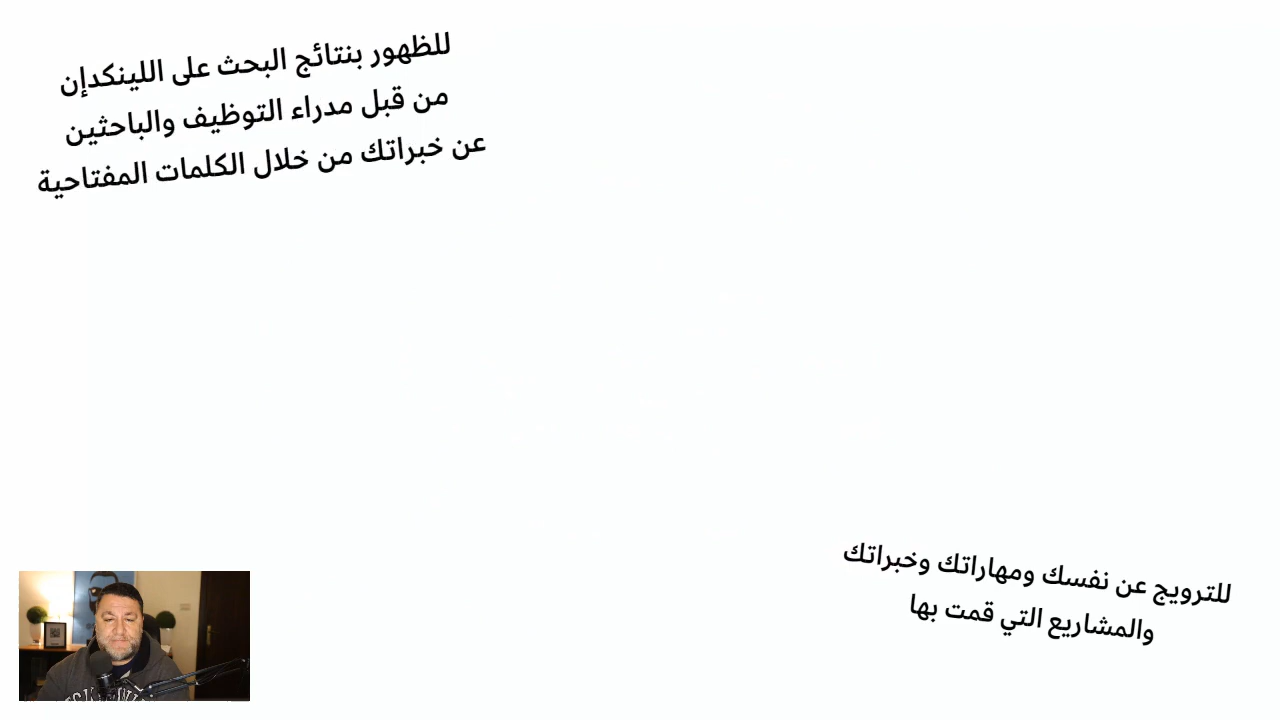 للظهور بنتائج البحث على اللينكدإن
من قبل مدراء التوظيف والباحثين
عن خبراتك من خلال الكلمات المفتاحية
للترويج عن نفسك ومهاراتك وخبراتك
والمشاريع التي قمت بها